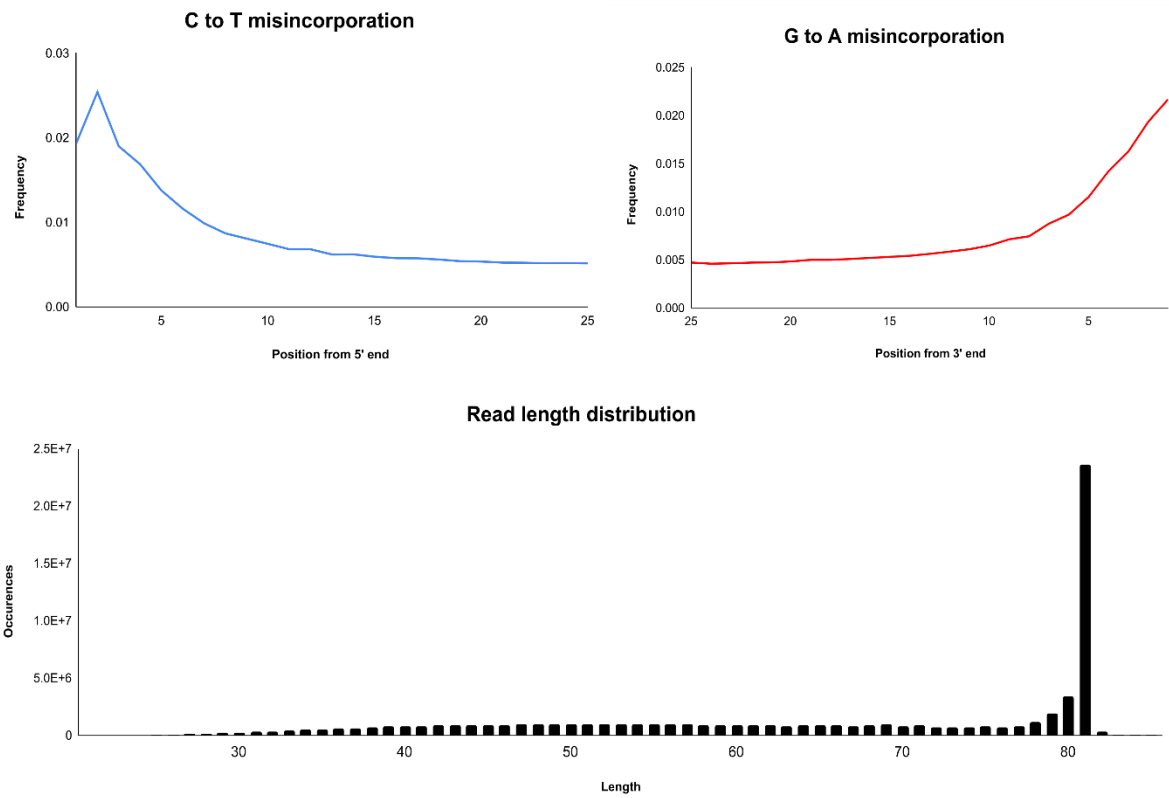 C to T misincorporation
0.03
0.02
0.01
0.00
Frequency
5 10 15 20 25
Position from 5' end
G to A misincorporation
0.025
0.020
0.015
0.010
0.005
0.000
Frequency
25 20 15 10 5
Position from 3' end
Read length distribution
2.5E+7
2.0E+7
1.5E+7
1.0E+7
5.0E+6
0
Occurences
30 40 50 60 70 80
Length